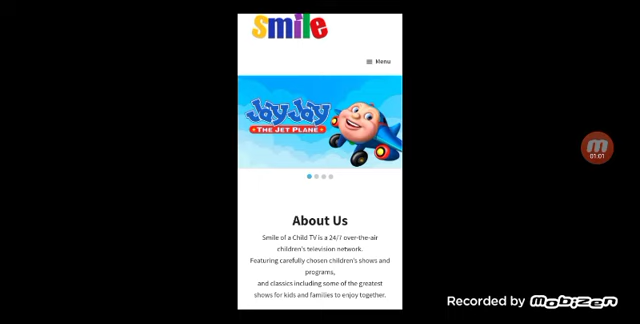 smile
Menu
Jay Jay
THE JET PLANE
About Us
Smile of a Child TV is a 24/7 over-the-air
children's television network.
Featuring carefully chosen children's shows and
programs,
and classics including some of the greatest
shows for kids and families to enjoy together.
01:01
Recorded by Mobizen